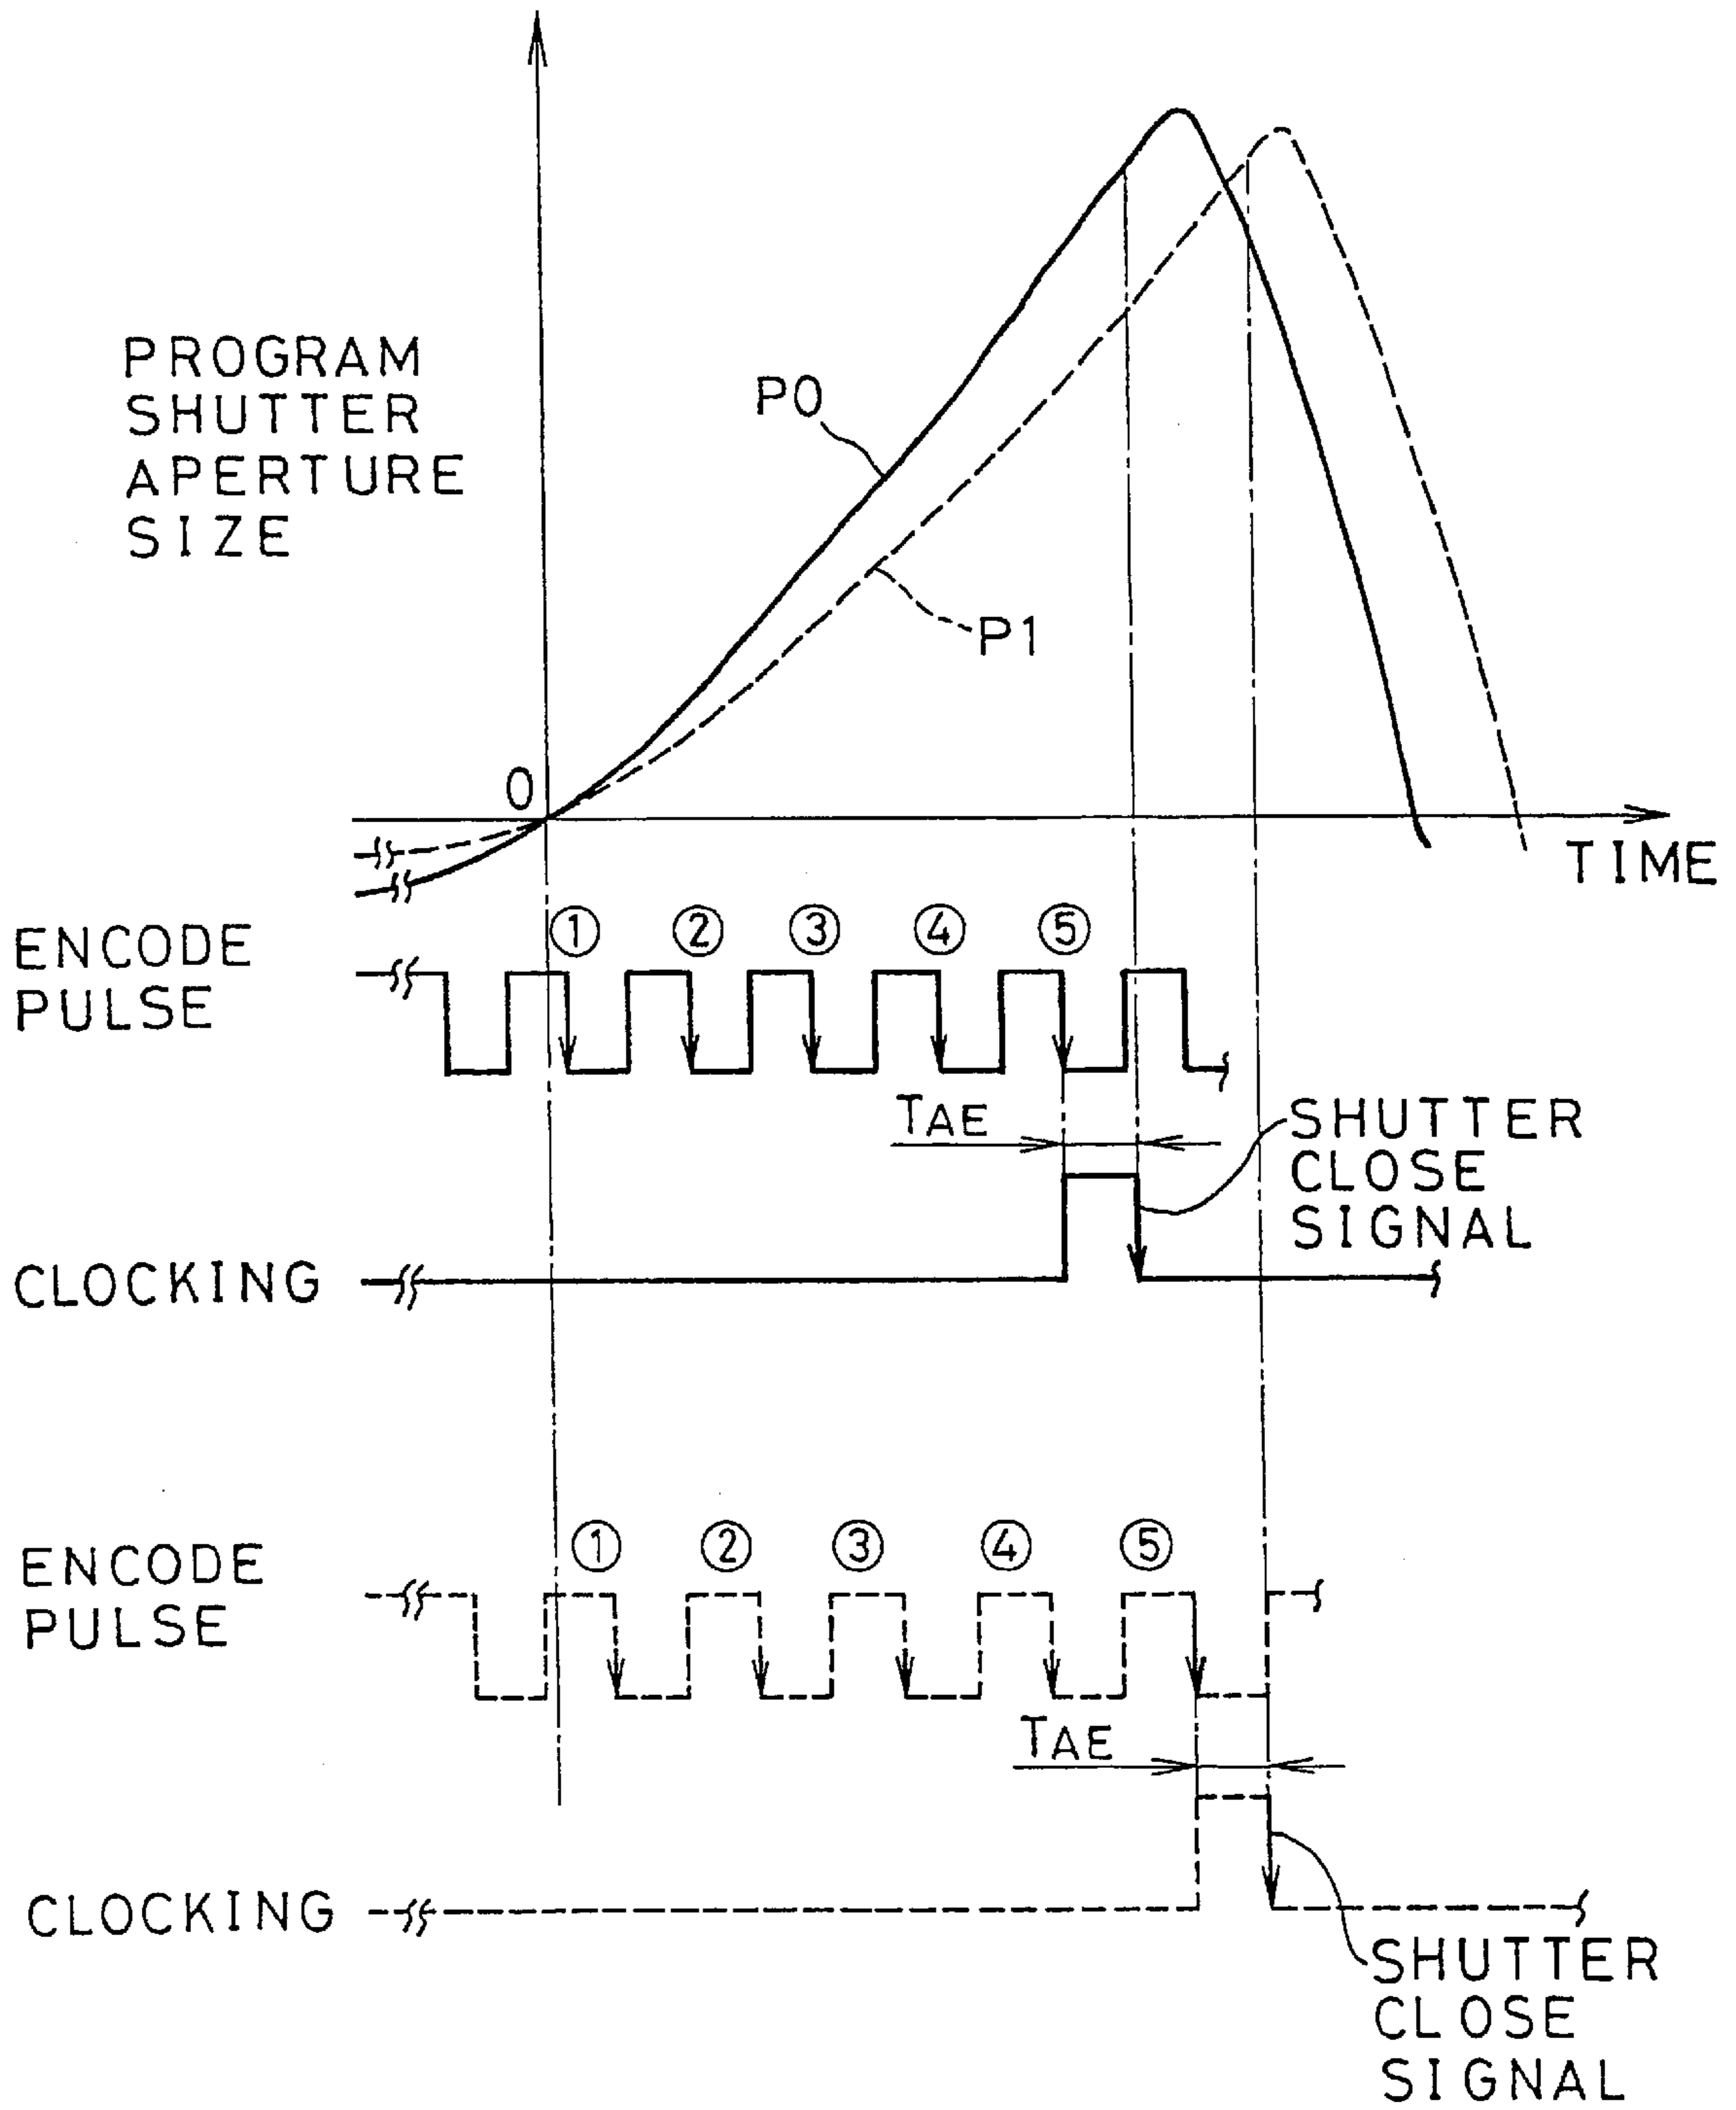 PROGRAM
SHUTTER
APERTURE
SIZE
P0
P1
0
TIME
ENCODE
PULSE
① ② ③ ④ ⑤
TAE
SHUTTER
CLOSE
SIGNAL
CLOCKING
ENCODE
PULSE
① ② ③ ④ ⑤
TAE
CLOCKING
SHUTTER
CLOSE
SIGNAL